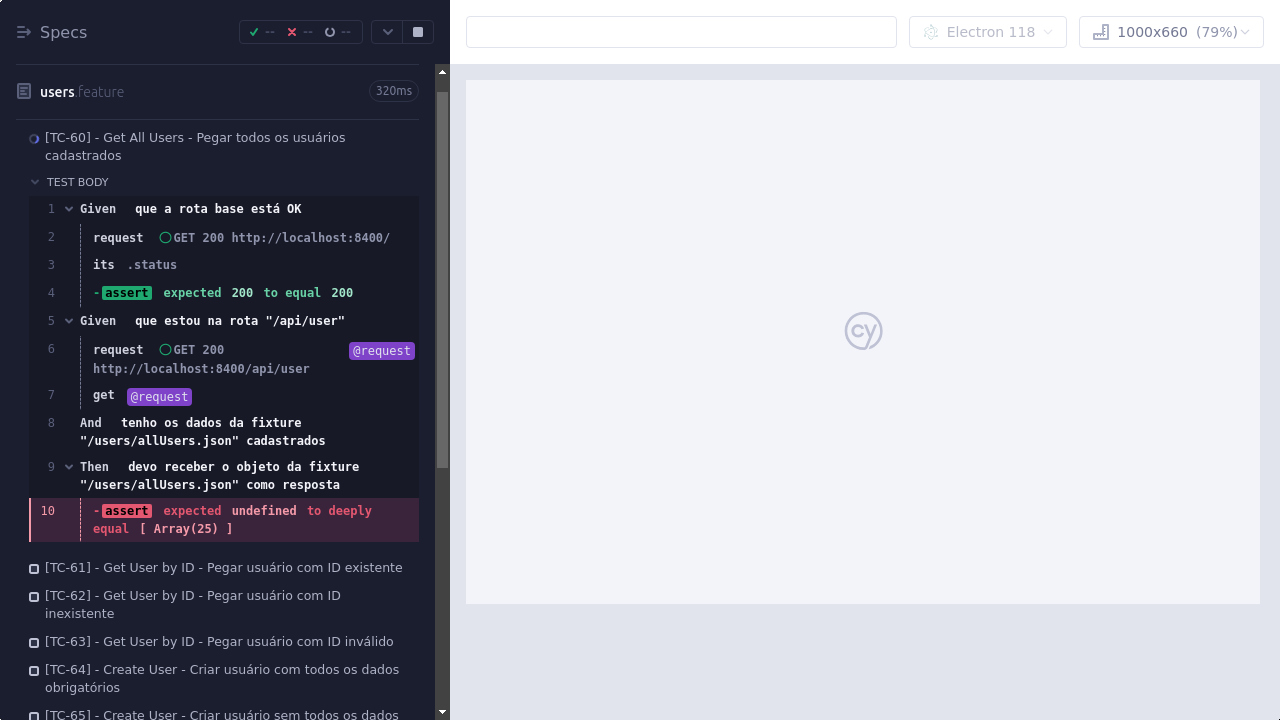 Specs
--
--
--
Electron 118
1000x660 (79%)
users.feature
320ms
[TC-60] - Get All Users - Pegar todos os usuários
cadastrados
TEST BODY
1 Given que a rota base está OK
2 request GET 200 http://localhost:8400/
3 its .status
4 -assert expected 200 to equal 200
5 Given que estou na rota "/api/user"
6 request GET 200 @request
http://localhost:8400/api/user
7 get @request
8 And tenho os dados da fixture
"/users/allUsers.json" cadastrados
9 Then devo receber o objeto da fixture
"/users/allUsers.json" como resposta
10 -assert expected undefined to deeply
equal [ Array(25) ]
[TC-61] - Get User by ID - Pegar usuário com ID existente
[TC-62] - Get User by ID - Pegar usuário com ID
inexistente
[TC-63] - Get User by ID - Pegar usuário com ID inválido
[TC-64] - Create User - Criar usuário com todos os dados
obrigatórios
[TC-65] - Create User - Criar usuário sem todos os dados
cy